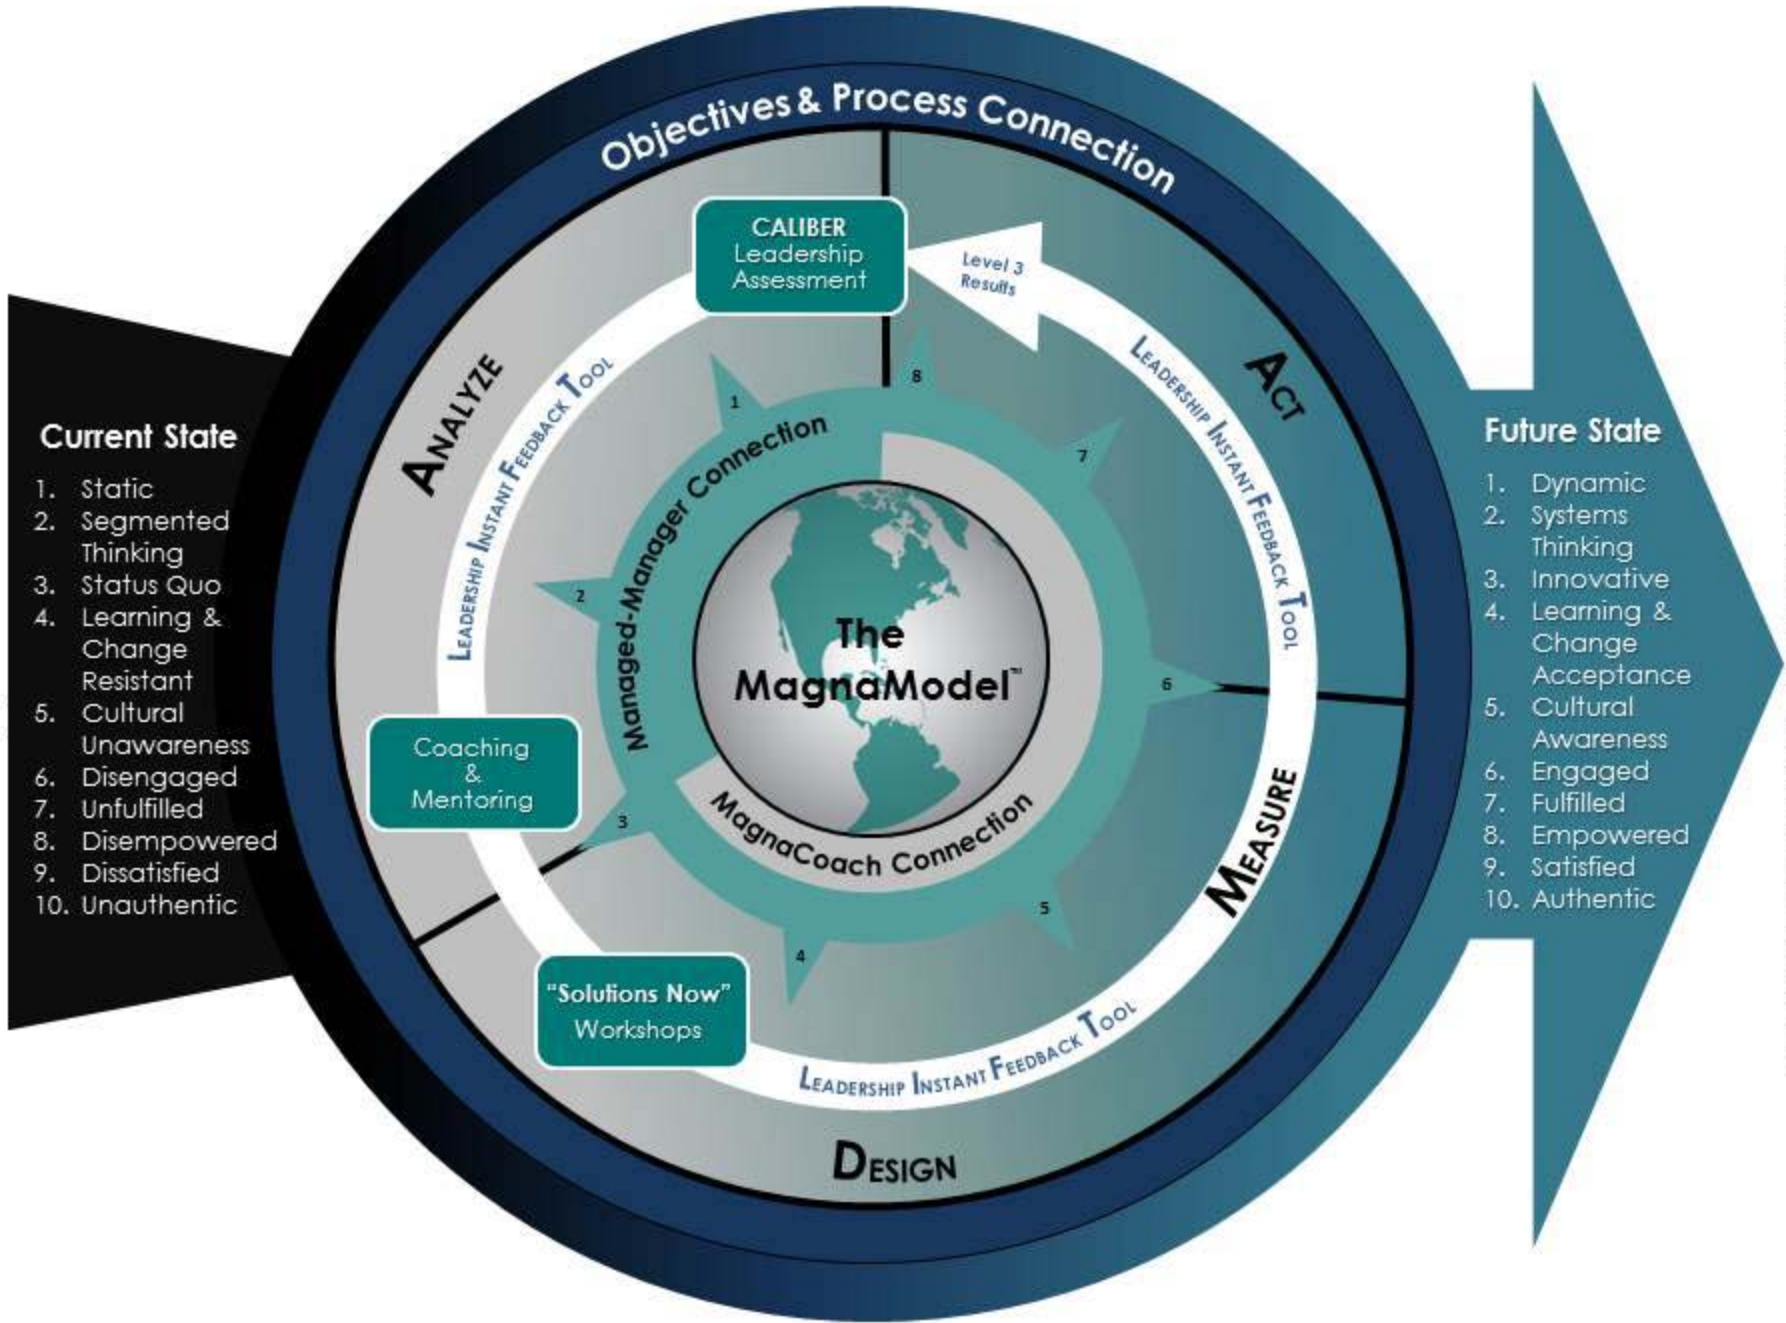 Objectives & Process Connection
CALIBER
Leadership
Assessment
Level 3
Results
ANALYZE
ACT
LEADERSHIP INSTANT FEEDBACK TOOL
LEADERSHIP INSTANT FEEDBACK TOOL
1
8
7
2
Managed-Manager Connection
The
MagnaModel™
6
3
5
4
MagnaCoach Connection
Coaching
&
Mentoring
MEASURE
"Solutions Now"
Workshops
LEADERSHIP INSTANT FEEDBACK TOOL
DESIGN
Current State
1. Static
2. Segmented
Thinking
3. Status Quo
4. Learning &
Change
Resistant
5. Cultural
Unawareness
6. Disengaged
7. Unfulfilled
8. Disempowered
9. Dissatisfied
10. Unauthentic
Future State
1. Dynamic
2. Systems
Thinking
3. Innovative
4. Learning &
Change
Acceptance
5. Cultural
Awareness
6. Engaged
7. Fulfilled
8. Empowered
9. Satisfied
10. Authentic